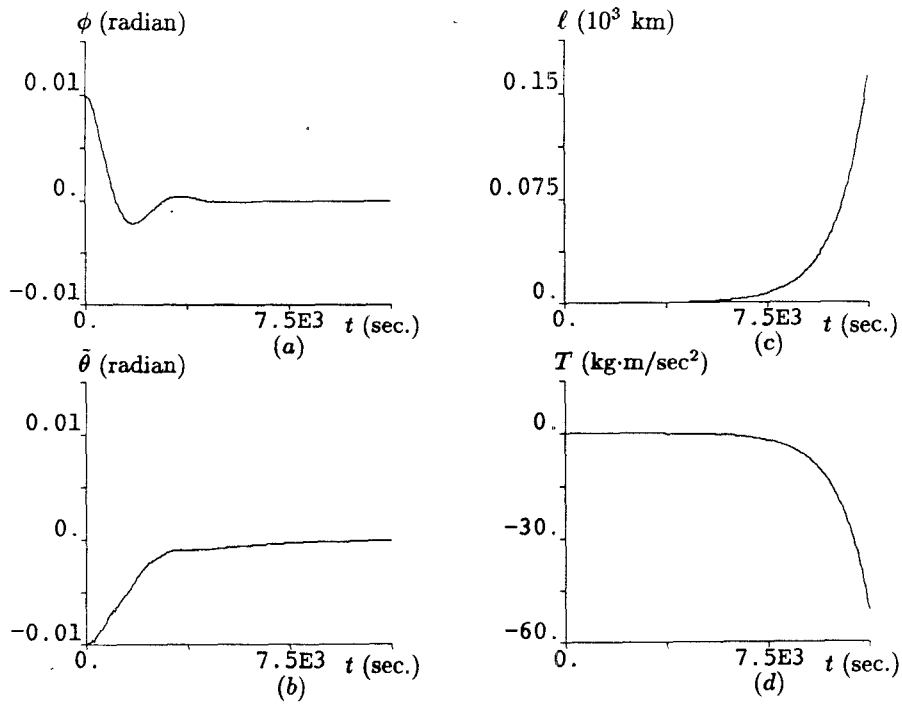 ϕ (radian)
0.01
0.
−0.01
0.
7.5E3
t (sec.)
(a)
ℓ (10³ km)
0.15
0.075
0.
0.
7.5E3
t (sec.)
(c)
θ̃ (radian)
0.01
0.
−0.01
0.
7.5E3
t (sec.)
(b)
T (kg·m/sec²)
0.
−30.
−60.
0.
7.5E3
t (sec.)
(d)